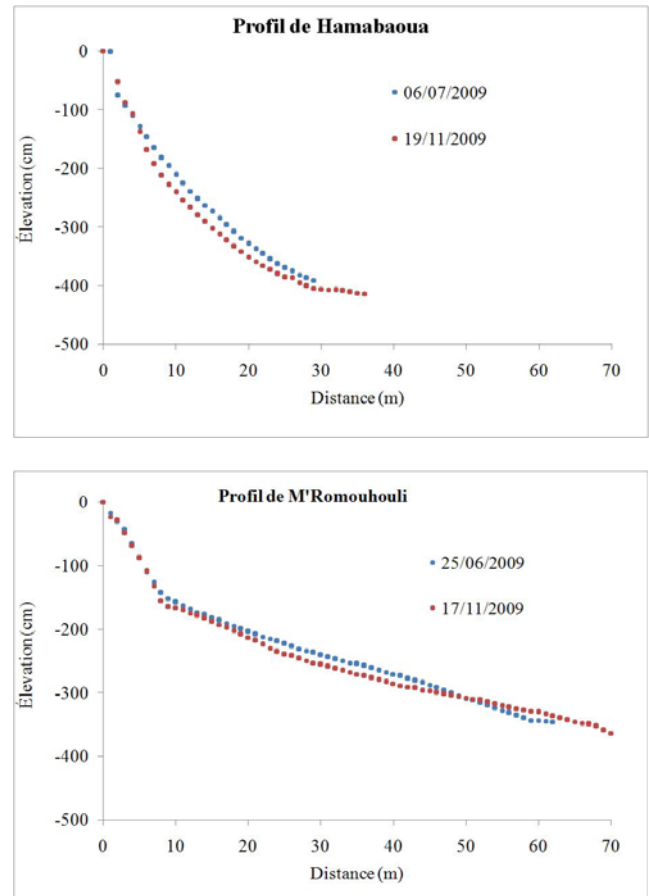 Profil de Hamabaoua
0
-100
-200
-300
-400
-500
Élevation (cm)
06/07/2009
19/11/2009
0 10 20 30 40 50 60 70
Distance (m)
Profil de M'Romouhouli
0
-100
-200
-300
-400
-500
Élevation (cm)
25/06/2009
17/11/2009
0 10 20 30 40 50 60 70
Distance (m)